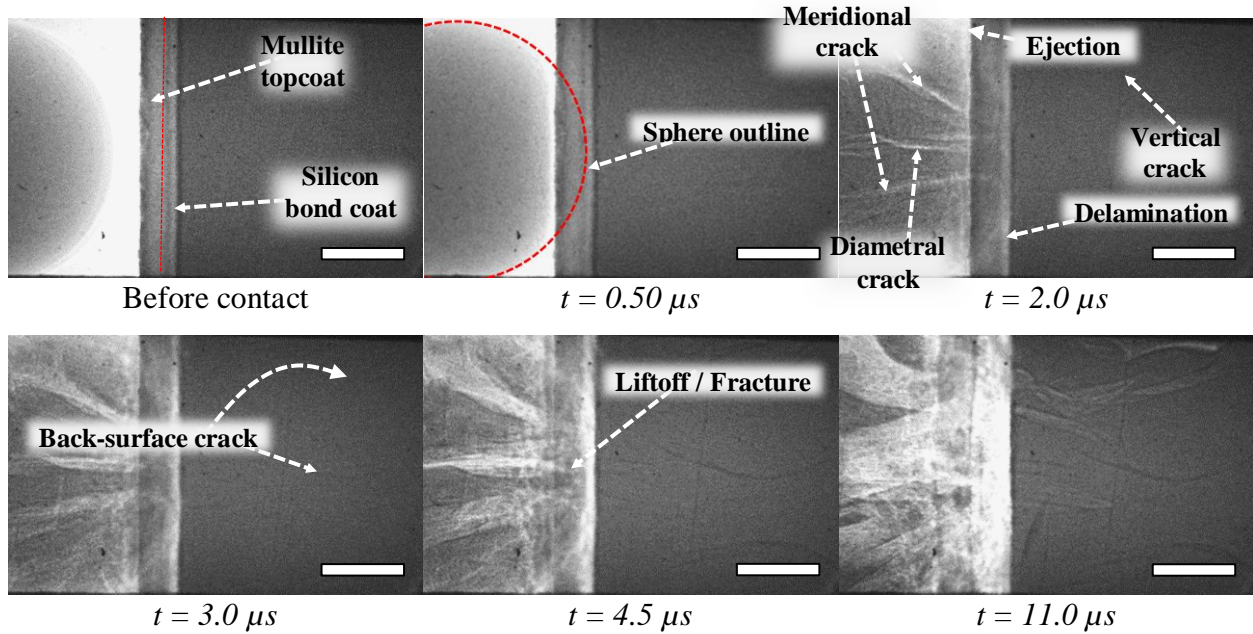 Mullite
topcoat
Silicon
bond coat
Before contact
Sphere outline
t = 0.50 µs
Meridional
crack
Ejection
Vertical
crack
Delamination
Diametral
crack
t = 2.0 µs
Back-surface crack
t = 3.0 µs
Liftoff / Fracture
t = 4.5 µs
t = 11.0 µs